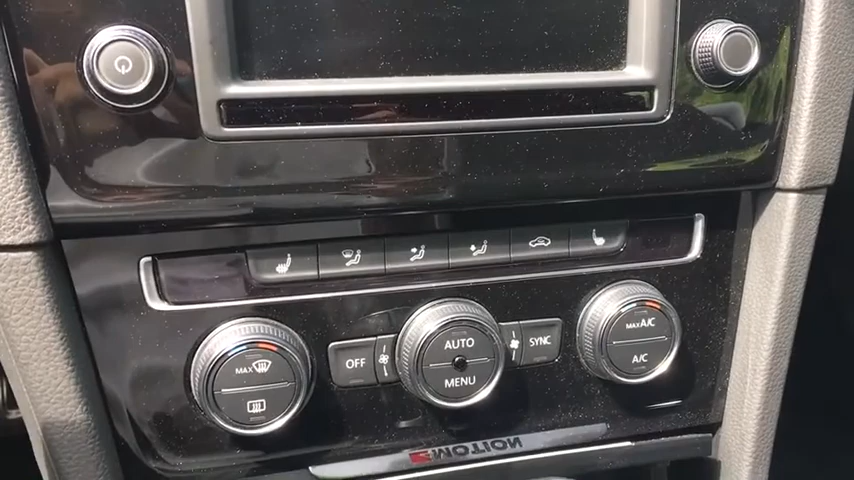 MAX
OFF
AUTO
MENU
SYNC
MAX A/C
A/C
4MOTION